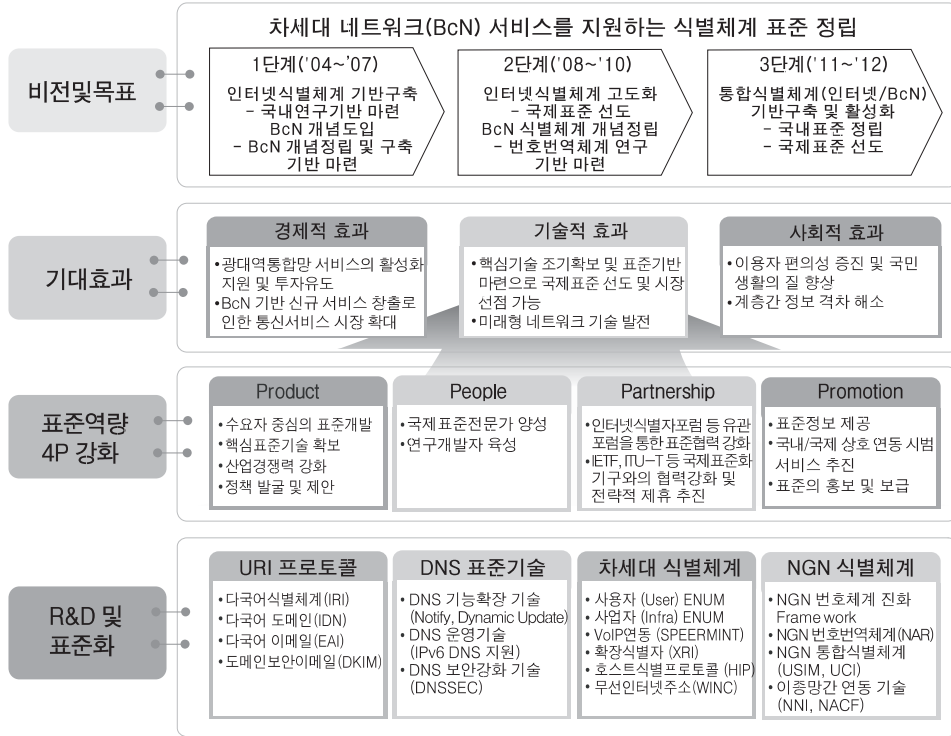 차세대 네트워크(BcN) 서비스를 지원하는 식별체계 표준 정립
비전및목표
1단계('04~'07)
인터넷식별체계 기반구축
- 국내연구기반 마련
BcN 개념도입
- BcN 개념정립 및 구축
기반 마련
2단계('08~'10)
인터넷식별체계 고도화
- 국제표준 선도
BcN 식별체계 개념정립
- 번호번역체계 연구
기반 마련
3단계('11~'12)
통합식별체계(인터넷/BcN)
기반구축 및 활성화
- 국내표준 정립
- 국제표준 선도
기대효과
경제적 효과
•광대역통합망 서비스의 활성화
지원 및 투자유도
•BcN 기반 신규 서비스 창출로
인한 통신서비스 시장 확대
기술적 효과
•핵심기술 조기확보 및 표준기반
마련으로 국제표준 선도 및 시장
선점 가능
•미래형 네트워크 기술 발전
사회적 효과
•이용자 편의성 증진 및 국민
생활의 질 향상
•계층간 정보 격차 해소
표준역량
4P 강화
Product
•수요자 중심의 표준개발
•핵심표준기술 확보
•산업경쟁력 강화
•정책 발굴 및 제안
People
•국제표준전문가 양성
•연구개발자 육성
Partnership
•인터넷식별자포럼 등 유관
포럼을 통한 표준협력 강화
•IETF, ITU-T 등 국제표준화
기구와의 협력강화 및
전략적 제휴 추진
Promotion
•표준정보 제공
•국내/국제 상호 연동 시범
서비스 추진
•표준의 홍보 및 보급
R&D 및
표준화
URI 프로토콜
•다국어식별체계(IRI)
•다국어 도메인(IDN)
•다국어 이메일(EAI)
•도메인보안이메일(DKIM)
DNS 표준기술
•DNS 기능확장 기술
(Notify, Dynamic Update)
•DNS 운영기술
(IPv6 DNS 지원)
•DNS 보안강화 기술
(DNSSEC)
차세대 식별체계
•사용자 (User) ENUM
•사업자 (Infra) ENUM
•VoIP연동 (SPEERMINT)
•확장식별자 (XRI)
•호스트식별프로토콜 (HIP)
•무선인터넷주소(WINC)
NGN 식별체계
•NGN 번호체계 진화
Frame work
•NGN 번호번역체계(NAR)
•NGN 통합식별체계
(USIM, UCI)
•이종망간 연동 기술
(NNI, NACF)